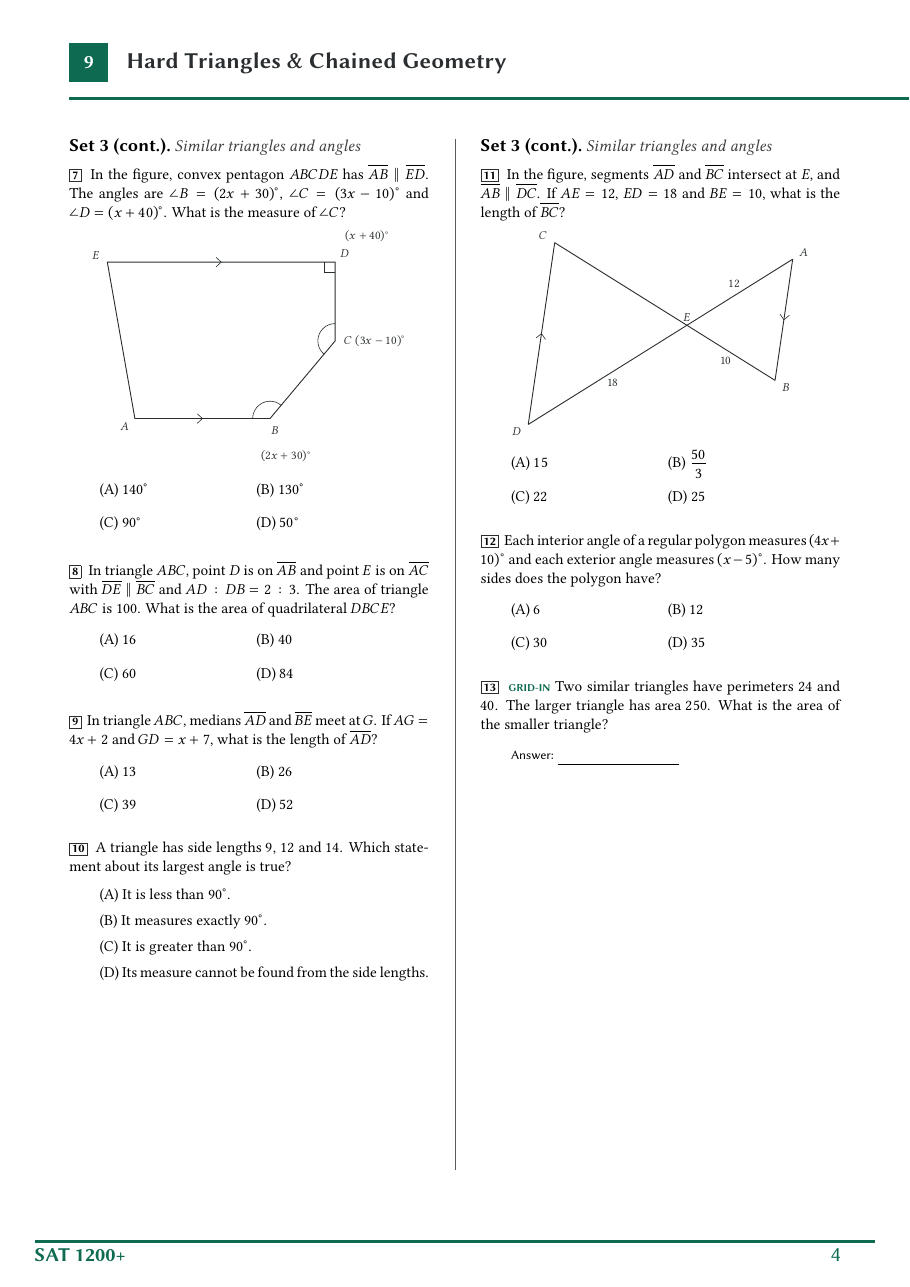 9 Hard Triangles & Chained Geometry
Set 3 (cont.). Similar triangles and angles
7 In the figure, convex pentagon ABCDE has AB ∥ ED.
The angles are ∠B = (2x + 30)°, ∠C = (3x − 10)° and
∠D = (x + 40)°. What is the measure of ∠C?
(x + 40)°
E
D
C (3x − 10)°
A
B
(2x + 30)°
(A) 140° (B) 130°
(C) 90° (D) 50°
8 In triangle ABC, point D is on AB and point E is on AC
with DE ∥ BC and AD : DB = 2 : 3. The area of triangle
ABC is 100. What is the area of quadrilateral DBCE?
(A) 16 (B) 40
(C) 60 (D) 84
9 In triangle ABC, medians AD and BE meet at G. If AG =
4x + 2 and GD = x + 7, what is the length of AD?
(A) 13 (B) 26
(C) 39 (D) 52
10 A triangle has side lengths 9, 12 and 14. Which state-
ment about its largest angle is true?
(A) It is less than 90°.
(B) It measures exactly 90°.
(C) It is greater than 90°.
(D) Its measure cannot be found from the side lengths.
Set 3 (cont.). Similar triangles and angles
11 In the figure, segments AD and BC intersect at E, and
AB ∥ DC. If AE = 12, ED = 18 and BE = 10, what is the
length of BC?
C
A
12
E
10
18
B
D
(A) 15 (B) 50/3
(C) 22 (D) 25
12 Each interior angle of a regular polygon measures (4x+
10)° and each exterior angle measures (x − 5)°. How many
sides does the polygon have?
(A) 6 (B) 12
(C) 30 (D) 35
13 GRID-IN Two similar triangles have perimeters 24 and
40. The larger triangle has area 250. What is the area of
the smaller triangle?
Answer:
SAT 1200+ 4